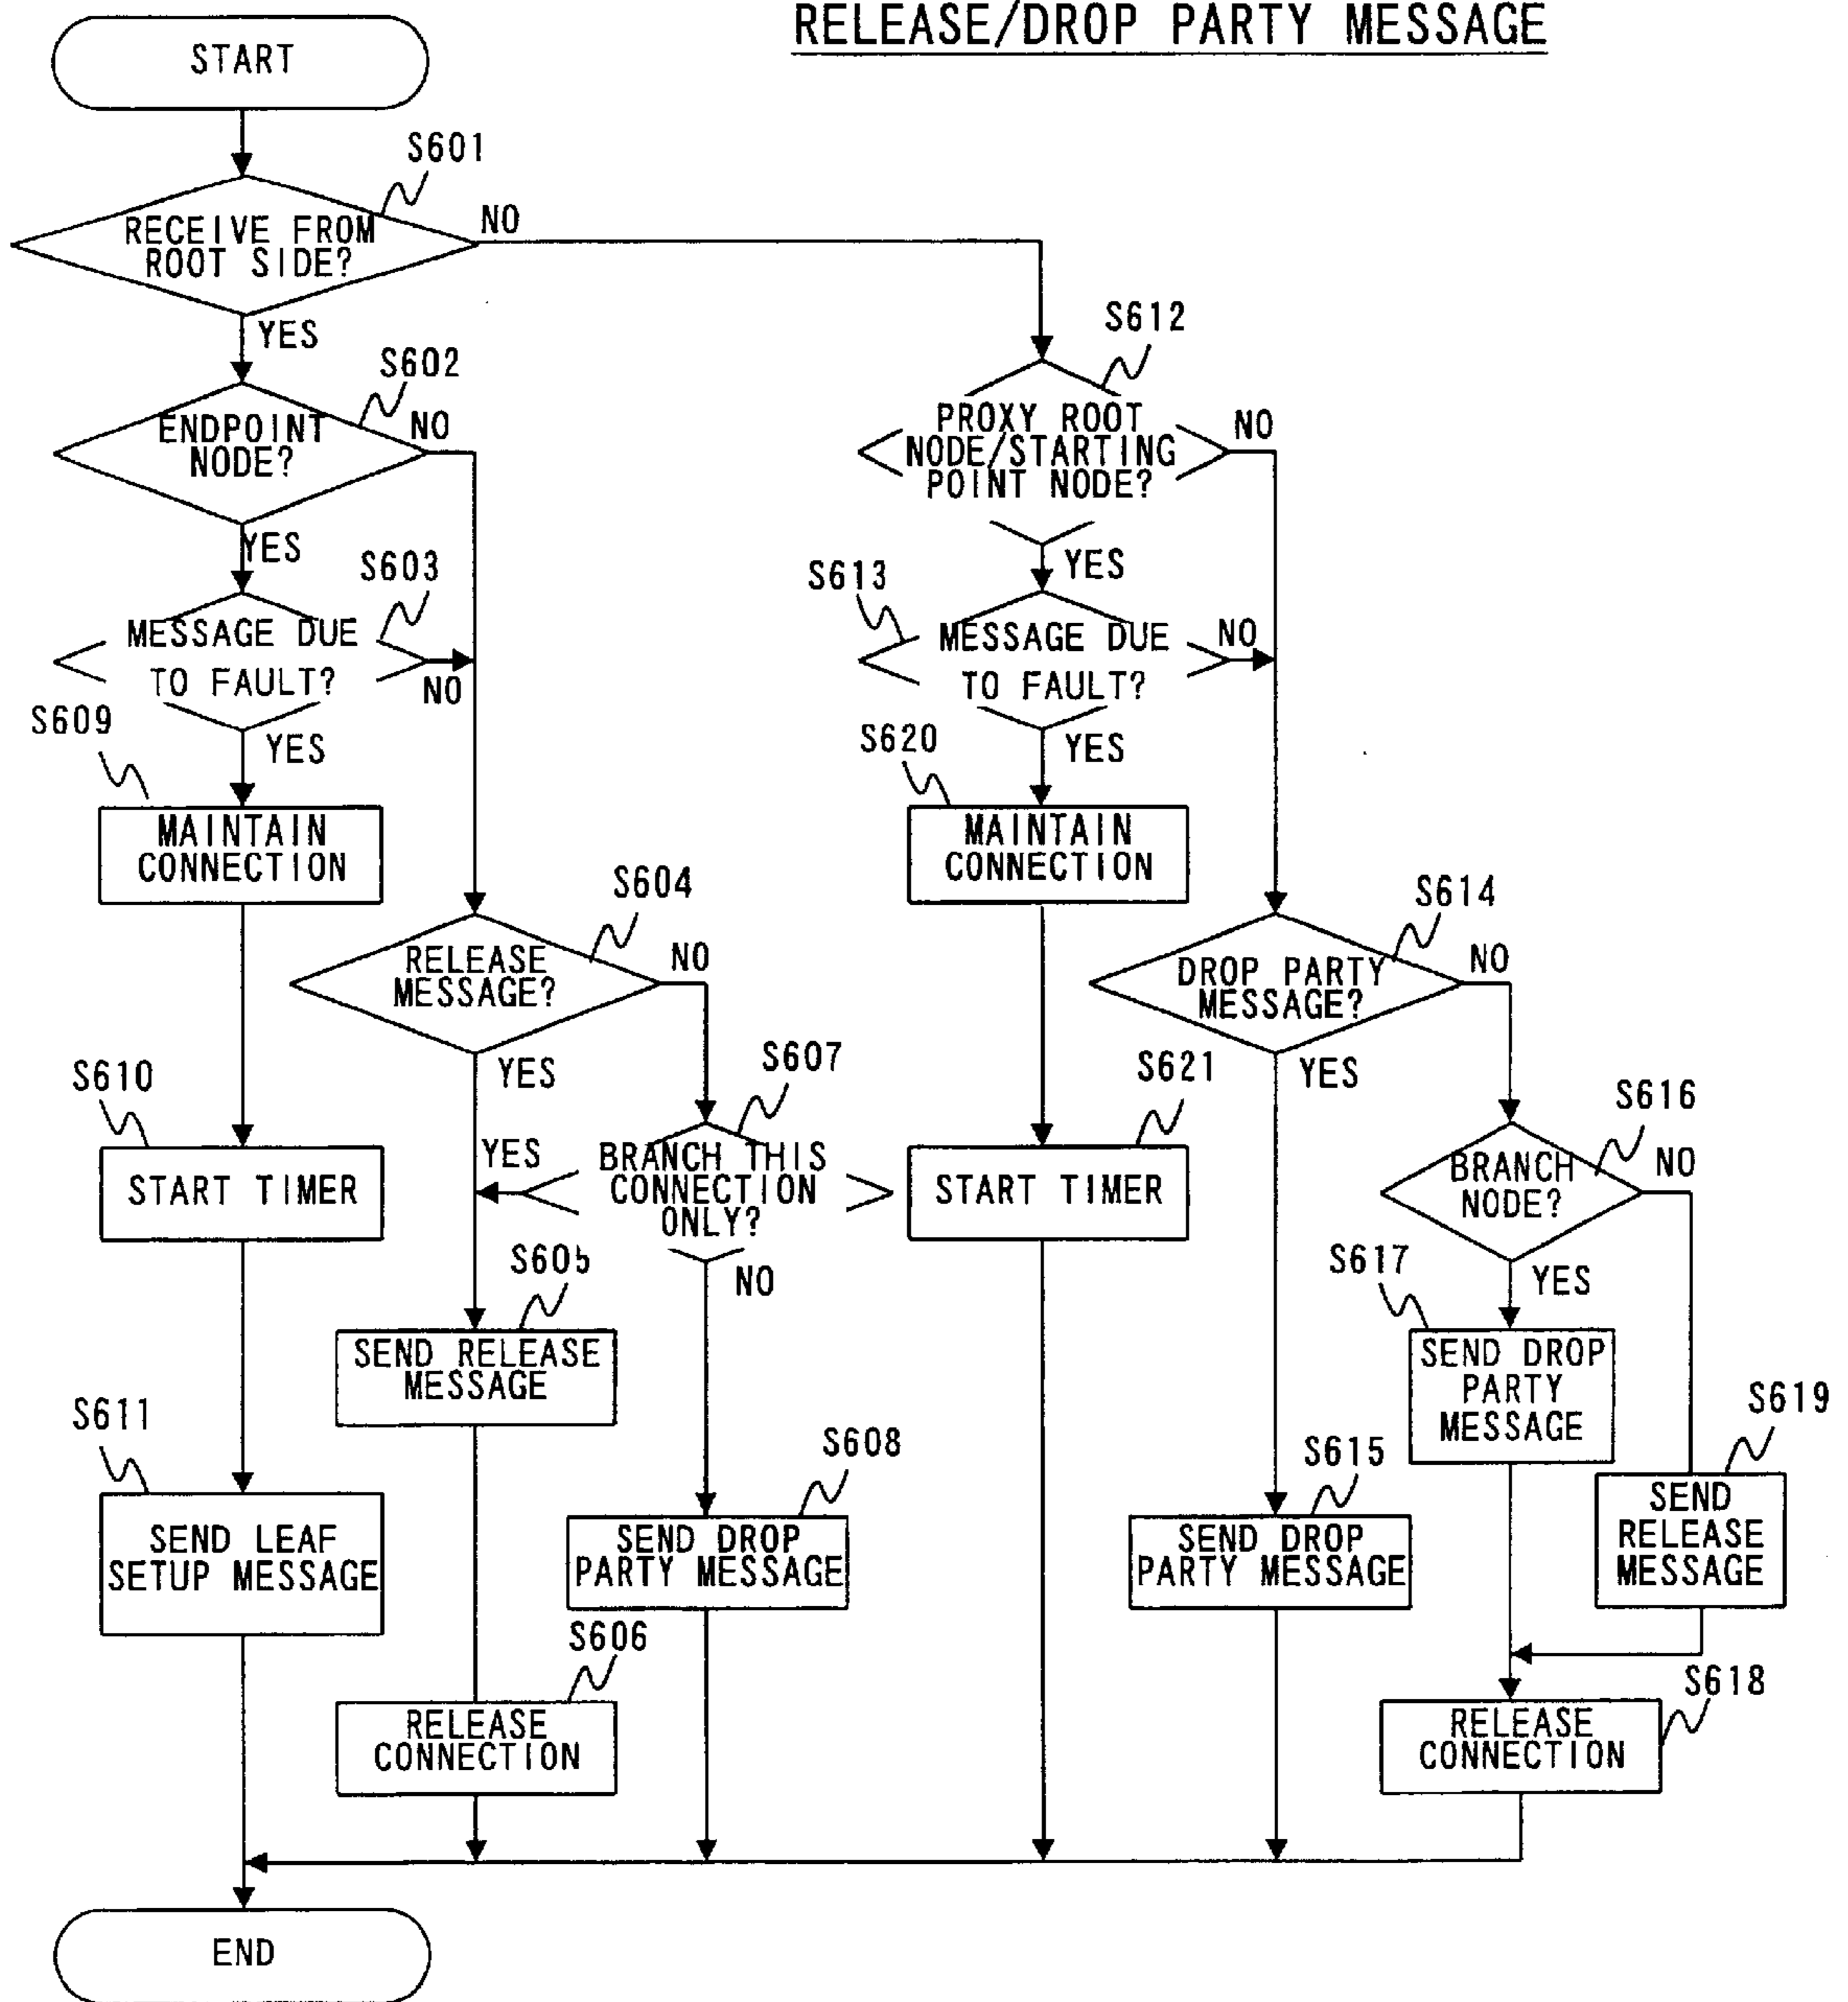 RELEASE/DROP PARTY MESSAGE
START
S601
RECEIVE FROM
ROOT SIDE?
NO
YES
S602
ENDPOINT
NODE?
NO
YES
S603
MESSAGE DUE
TO FAULT?
NO
YES
S609
MAINTAIN
CONNECTION
S610
START TIMER
S611
SEND LEAF
SETUP MESSAGE
S604
RELEASE
MESSAGE?
NO
YES
S607
BRANCH THIS
CONNECTION
ONLY?
YES
NO
S605
SEND RELEASE
MESSAGE
S606
RELEASE
CONNECTION
S608
SEND DROP
PARTY MESSAGE
S612
PROXY ROOT
NODE/STARTING
POINT NODE?
NO
YES
S613
MESSAGE DUE
TO FAULT?
NO
YES
S620
MAINTAIN
CONNECTION
S621
START TIMER
S614
DROP PARTY
MESSAGE?
NO
YES
S615
SEND DROP
PARTY MESSAGE
S616
BRANCH
NODE?
NO
YES
S617
SEND DROP
PARTY
MESSAGE
S619
SEND
RELEASE
MESSAGE
S618
RELEASE
CONNECTION
END